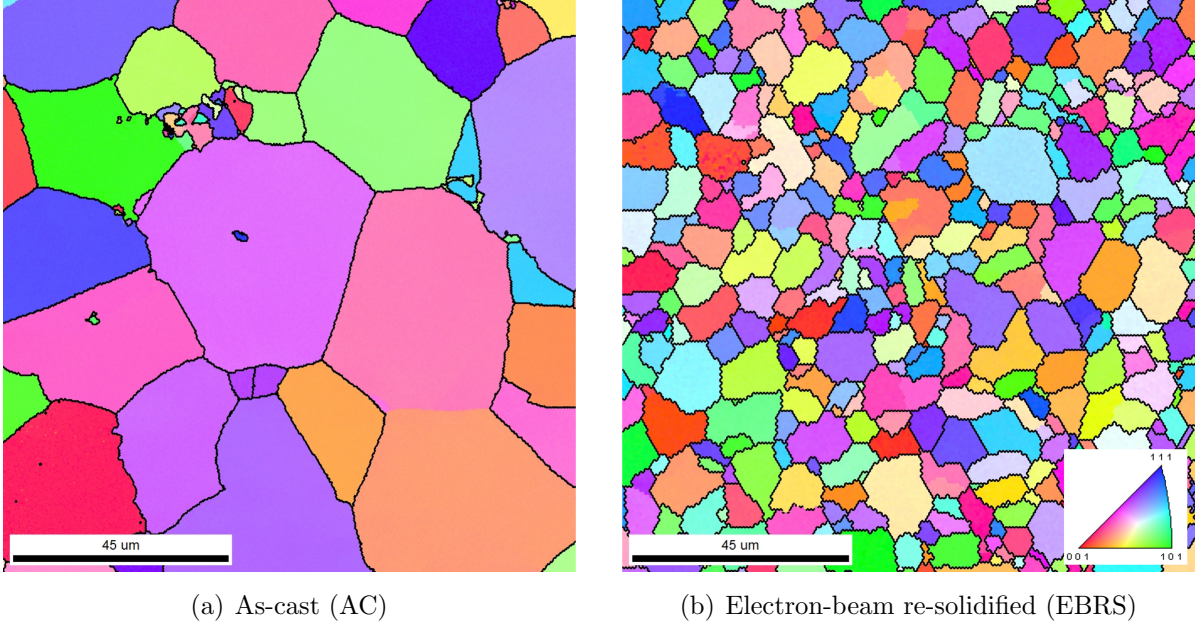 45 um
45 um
1 1 1
0 0 1
1 0 1
(a) As-cast (AC)
(b) Electron-beam re-solidified (EBRS)